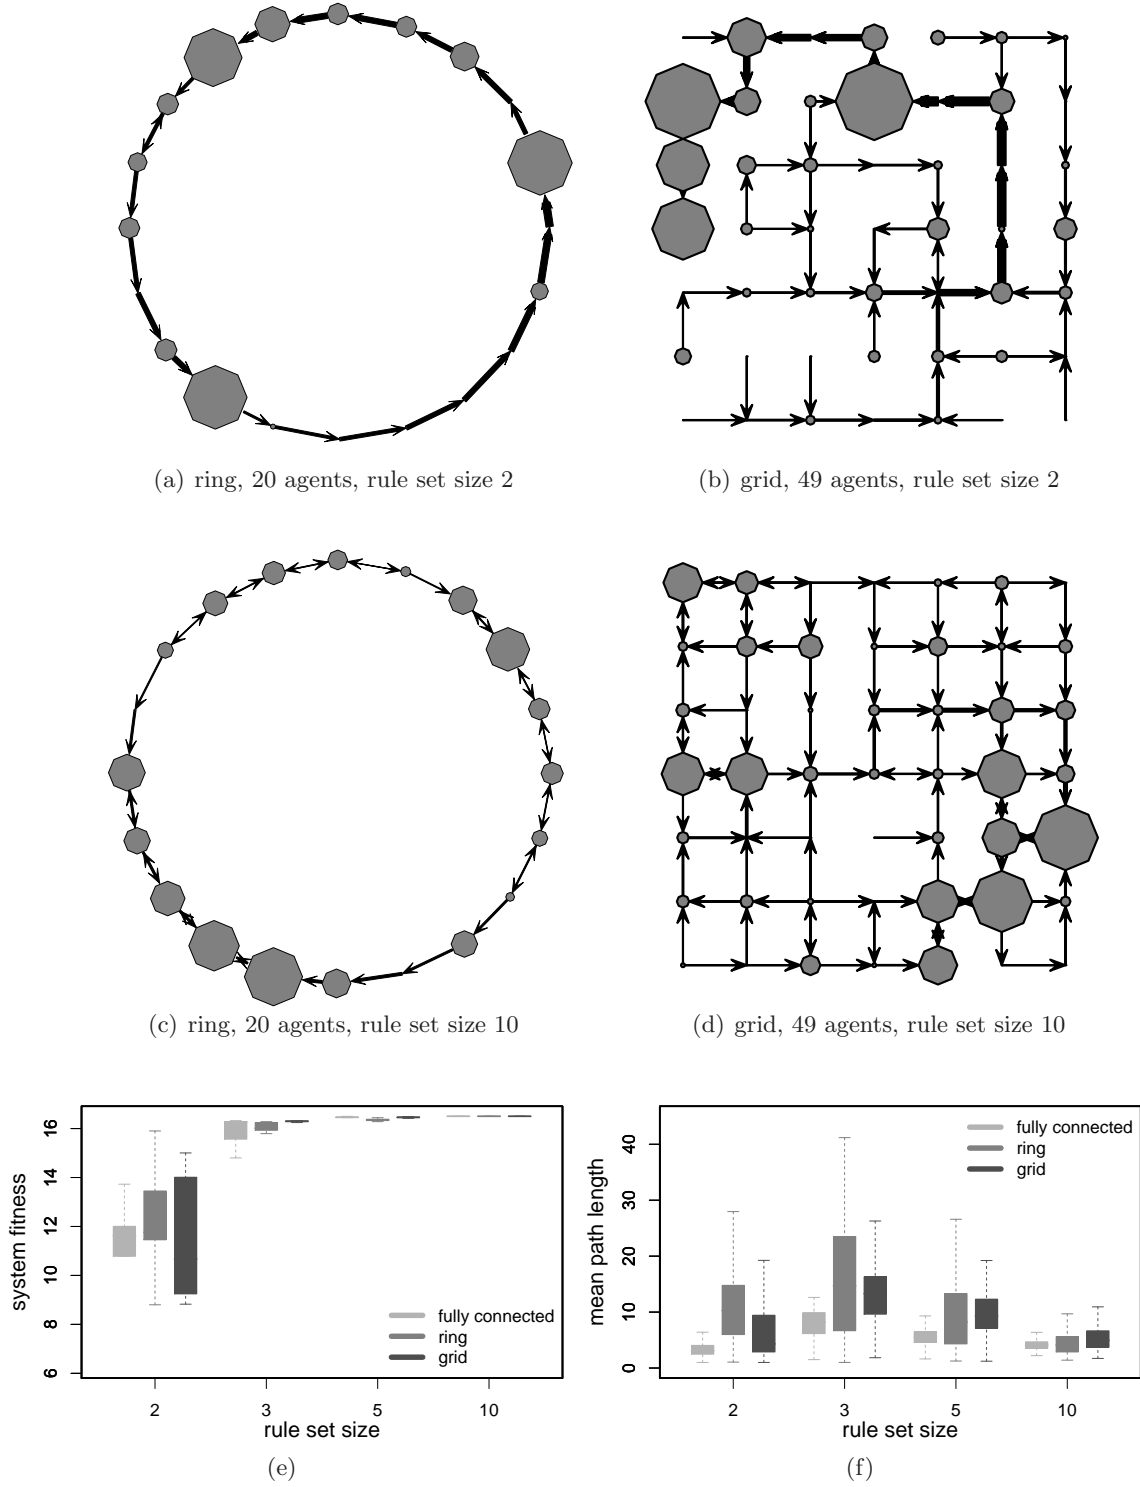 (a) ring, 20 agents, rule set size 2
(b) grid, 49 agents, rule set size 2
(c) ring, 20 agents, rule set size 10
(d) grid, 49 agents, rule set size 10
system fitness
16
14
12
10
8
6
fully connected
ring
grid
2 3 5 10
rule set size
(e)
mean path length
40
30
20
10
0
fully connected
ring
grid
2 3 5 10
rule set size
(f)